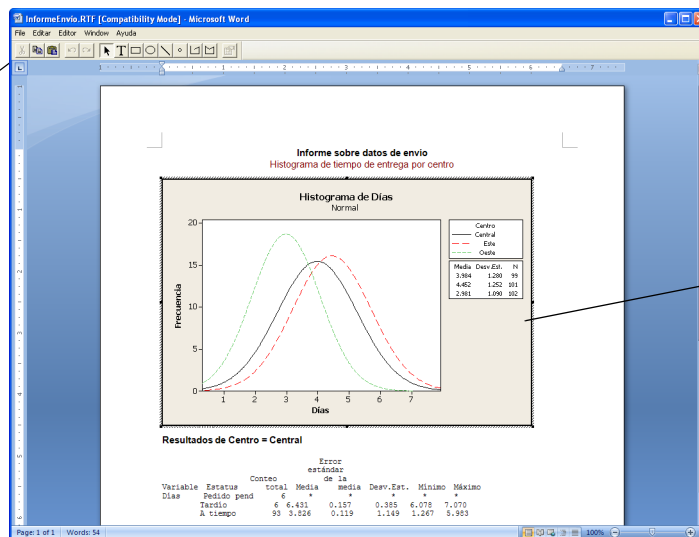 InformeEnvío.RTF [Compatibility Mode] - Microsoft Word
File Editar Editor Window Ayuda
Informe sobre datos de envío
Histograma de tiempo de entrega por centro
Histograma de Días
Normal
Frecuencia
20
15
10
5
0
1 2 3 4 5 6 7
Días
Centro
Central
Este
Oeste
Media Desv.Est. N
3.984 1.280 99
4.452 1.252 101
2.981 1.090 102
Resultados de Centro = Central
Error
estándar
Conteo de la
Variable Estatus total Media media Desv.Est. Mínimo Máximo
Días Pedido pend 6 * * * * *
Tardío 6 6.431 0.157 0.385 6.078 7.070
A tiempo 93 3.826 0.119 1.149 1.267 5.983
Page: 1 of 1 Words: 54 100%